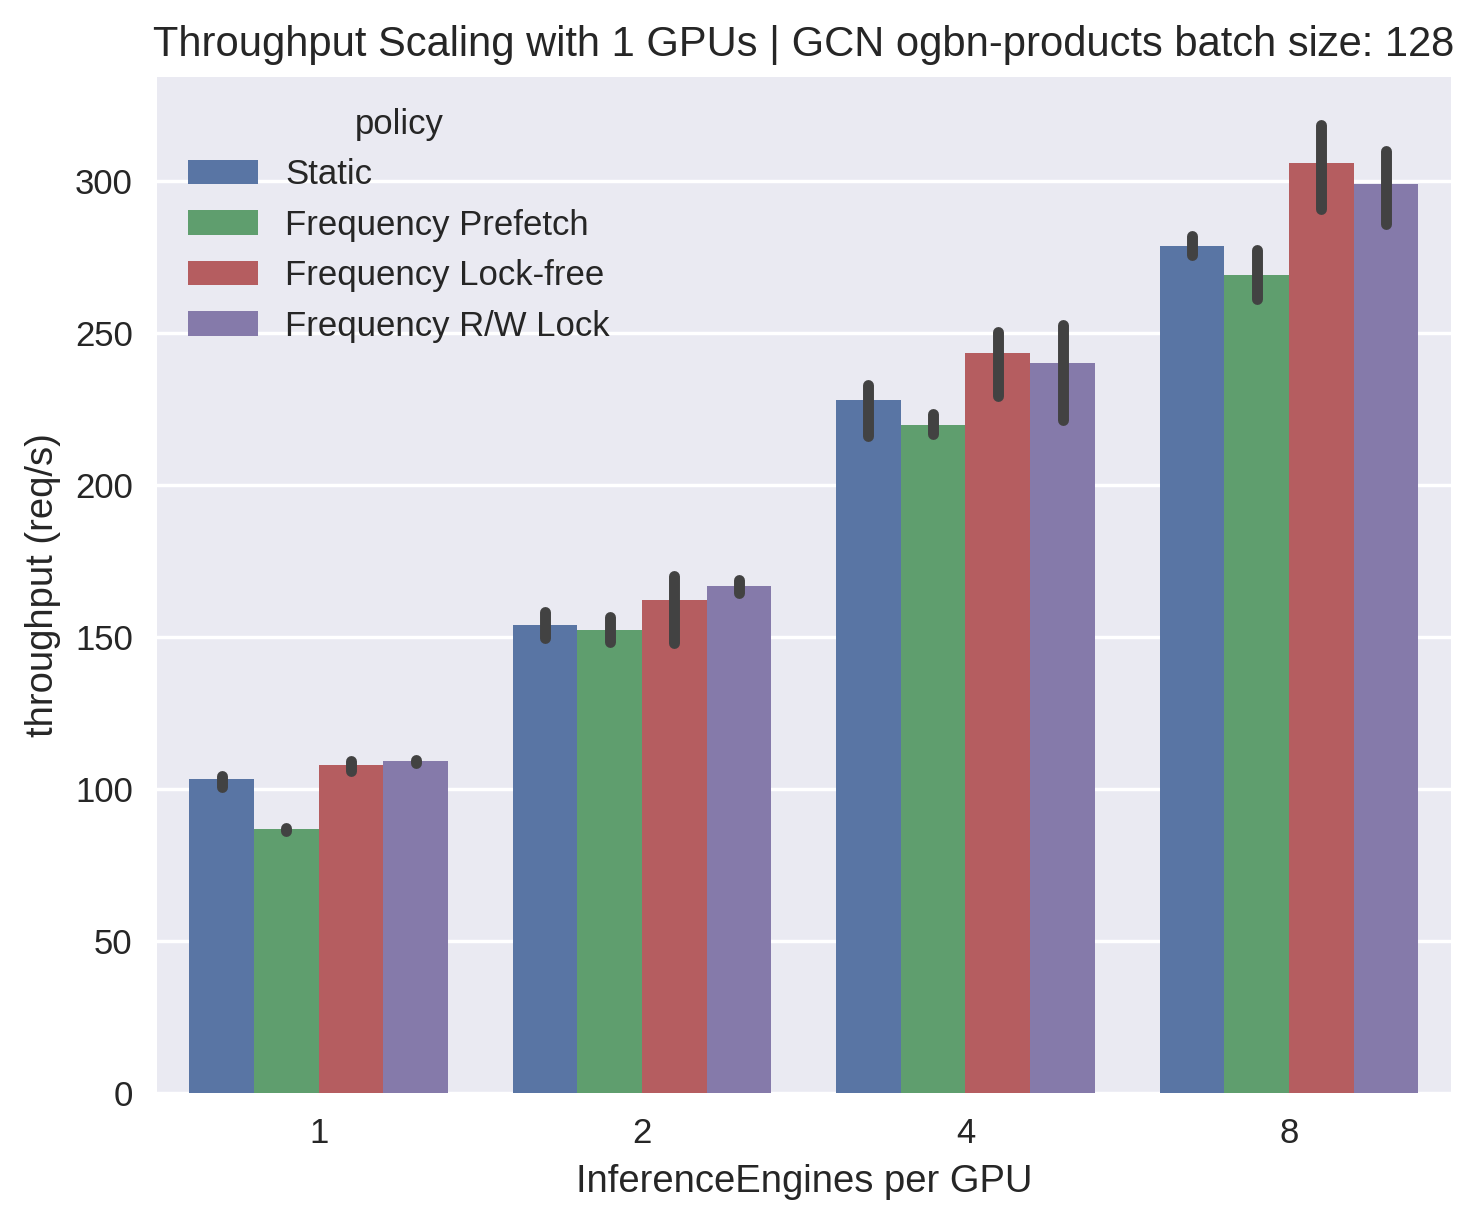 Throughput Scaling with 1 GPUs | GCN ogbn-products batch size: 128
policy
Static
Frequency Prefetch
Frequency Lock-free
Frequency R/W Lock
throughput (req/s)
300
250
200
150
100
50
0
1 2 4 8
InferenceEngines per GPU